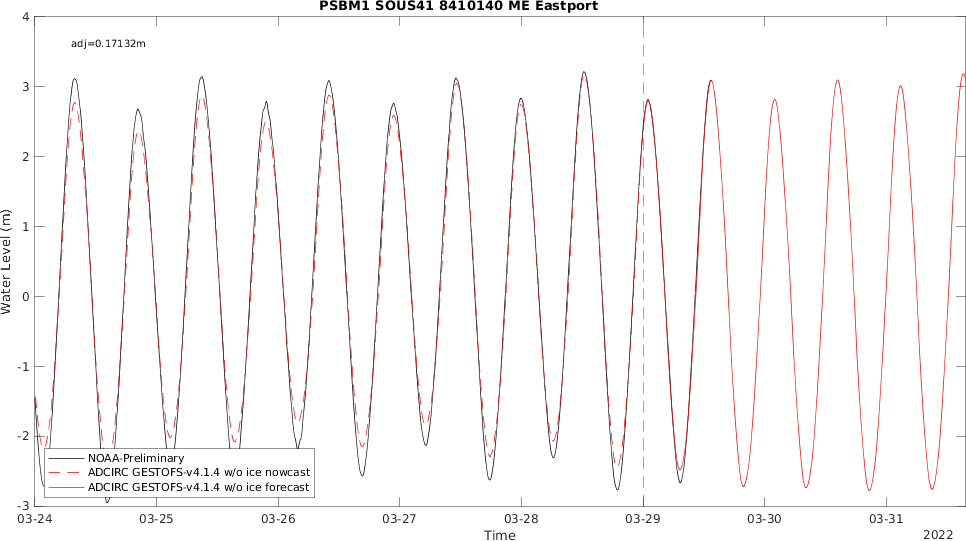 PSBM1 SOUS41 8410140 ME Eastport
4
adj=0.17132m
3
2
1
0
-1
-2
-3
Water Level (m)
NOAA-Preliminary
ADCIRC GESTOFS-v4.1.4 w/o ice nowcast
ADCIRC GESTOFS-v4.1.4 w/o ice forecast
03-24 03-25 03-26 03-27 03-28 03-29 03-30 03-31
Time
2022